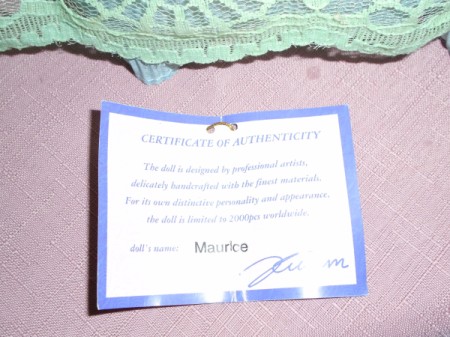 CERTIFICATE OF AUTHENTICITY
The doll is designed by professional artists,
delicately handcrafted with the finest materials.
For its own distinctive personality and appearance,
the doll is limited to 2000pcs worldwide.
doll's name: Maurice